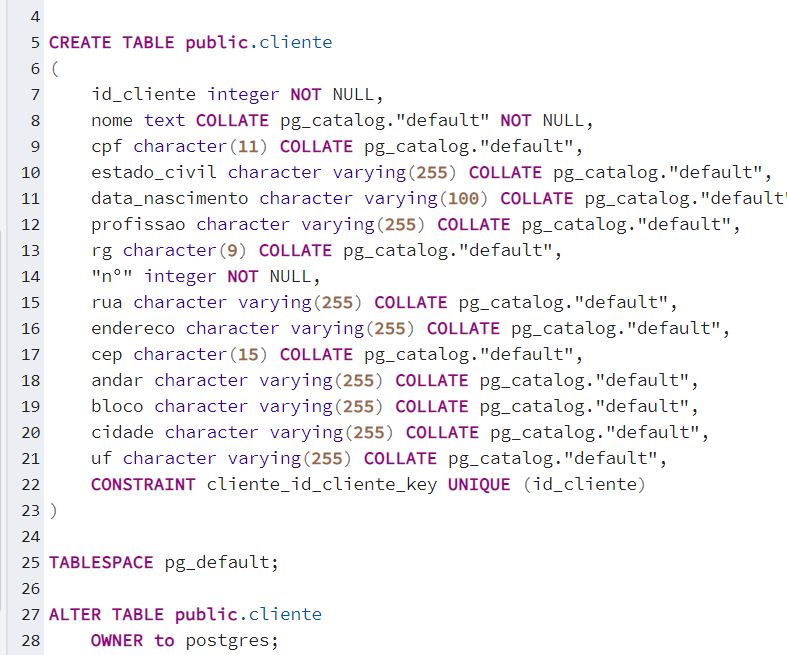 4
5 CREATE TABLE public.cliente
6 (
7     id_cliente integer NOT NULL,
8     nome text COLLATE pg_catalog."default" NOT NULL,
9     cpf character(11) COLLATE pg_catalog."default",
10     estado_civil character varying(255) COLLATE pg_catalog."default",
11     data_nascimento character varying(100) COLLATE pg_catalog."default"
12     profissao character varying(255) COLLATE pg_catalog."default",
13     rg character(9) COLLATE pg_catalog."default",
14     "nº" integer NOT NULL,
15     rua character varying(255) COLLATE pg_catalog."default",
16     endereco character varying(255) COLLATE pg_catalog."default",
17     cep character(15) COLLATE pg_catalog."default",
18     andar character varying(255) COLLATE pg_catalog."default",
19     bloco character varying(255) COLLATE pg_catalog."default",
20     cidade character varying(255) COLLATE pg_catalog."default",
21     uf character varying(255) COLLATE pg_catalog."default",
22     CONSTRAINT cliente_id_cliente_key UNIQUE (id_cliente)
23 )
24
25 TABLESPACE pg_default;
26
27 ALTER TABLE public.cliente
28     OWNER to postgres;